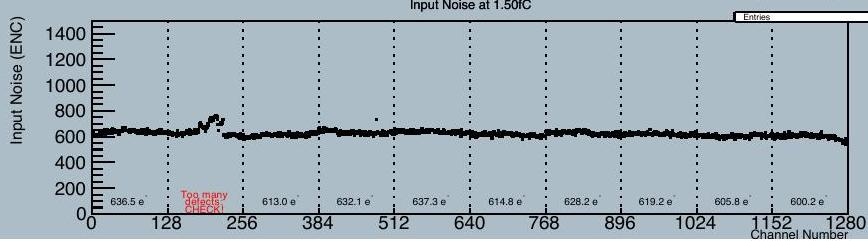 Input Noise at 1.50fC
Entries
Input Noise (ENC)
1400
1200
1000
800
600
400
200
0
636.5 e-
Too many
defects
CHECK!
613.0 e-
632.1 e-
637.3 e-
614.8 e-
628.2 e-
619.2 e-
605.8 e-
600.2 e-
0 128 256 384 512 640 768 896 1024 1152 1280
Channel Number